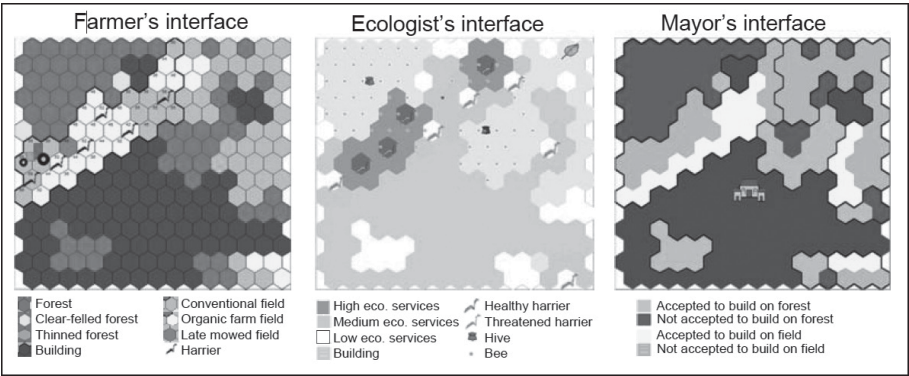 Farmer's interface
Ecologist's interface
Mayor's interface
Forest
Clear-felled forest
Thinned forest
Building
Conventional field
Organic farm field
Late mowed field
Harrier
High eco. services
Medium eco. services
Low eco. services
Building
Healthy harrier
Threatened harrier
Hive
Bee
Accepted to build on forest
Not accepted to build on forest
Accepted to build on field
Not accepted to build on field